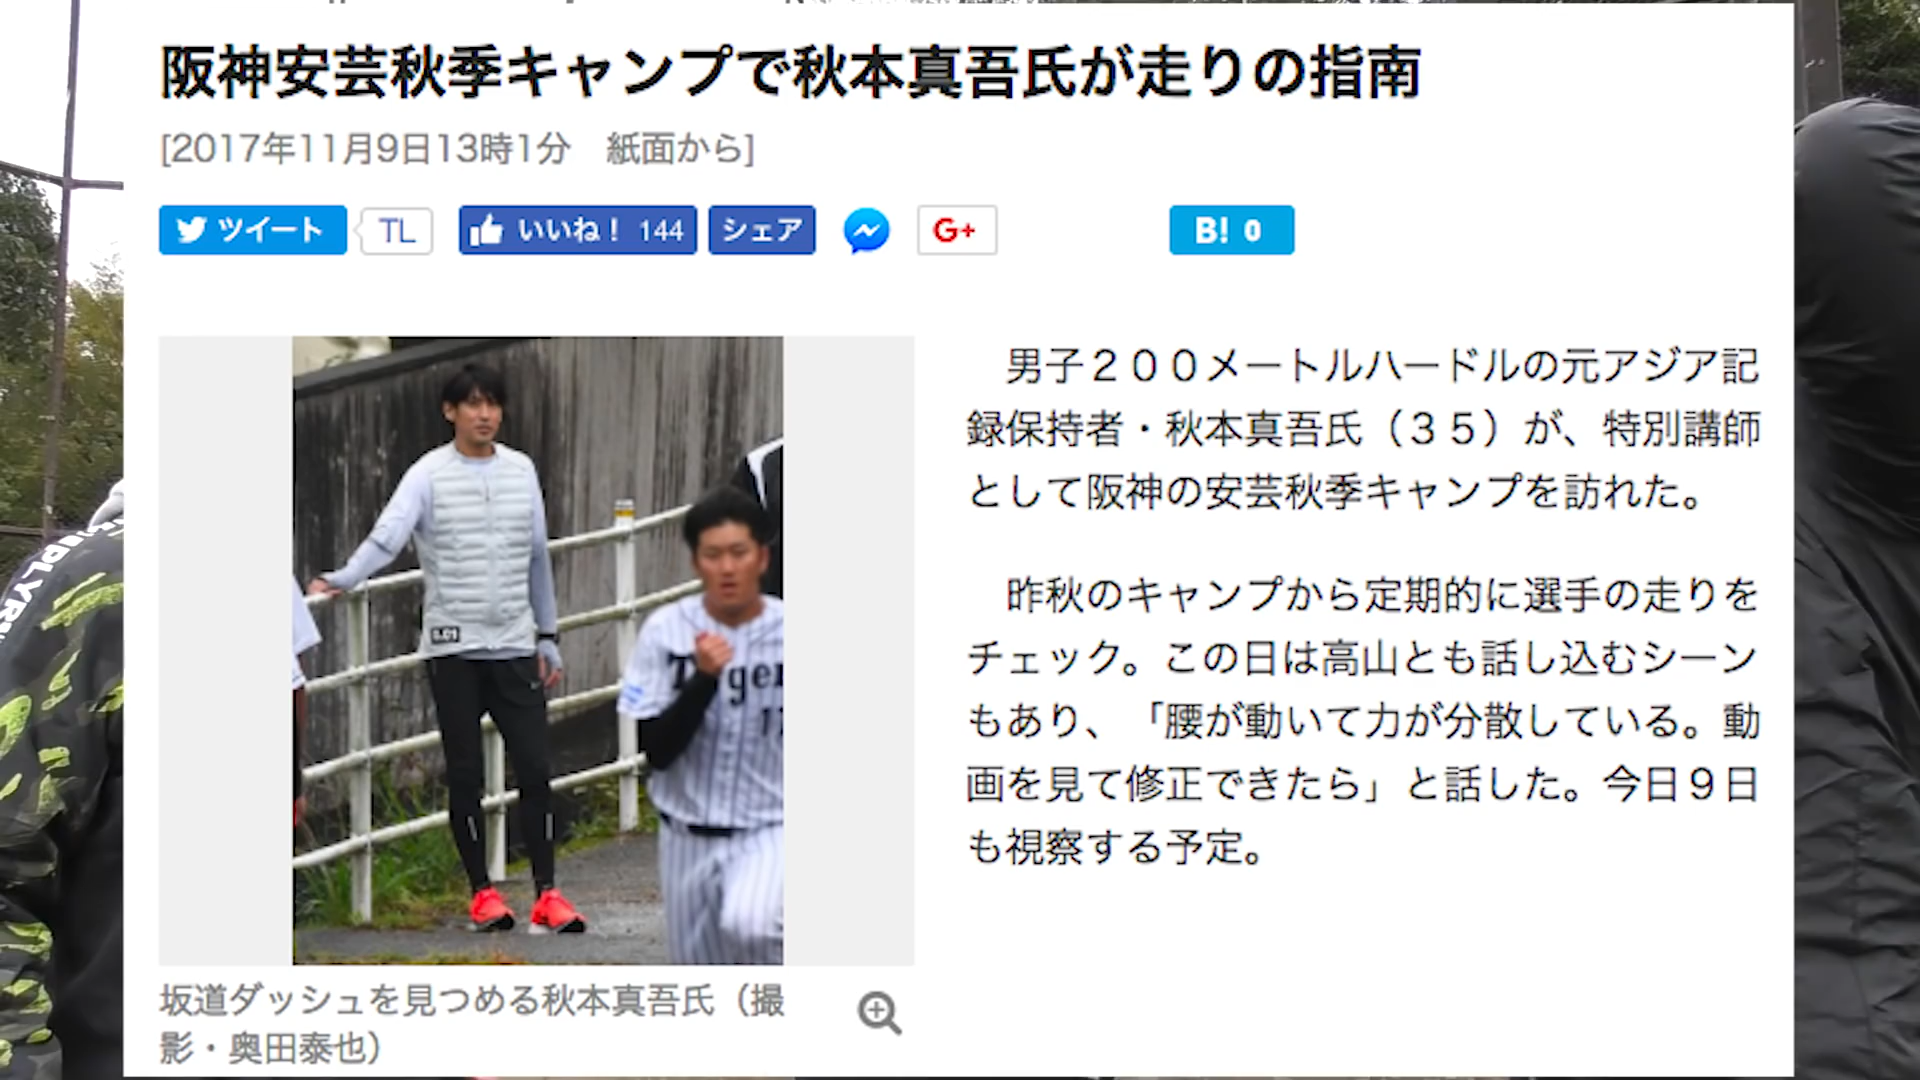 阪神安芸秋季キャンプで秋本真吾氏が走りの指南
[2017年11月9日13時1分　紙面から]
ツイート TL いいね！ 144 シェア G+ B! 0
男子２００メートルハードルの元アジア記
録保持者・秋本真吾氏（３５）が、特別講師
として阪神の安芸秋季キャンプを訪れた。
昨秋のキャンプから定期的に選手の走りを
チェック。この日は高山とも話し込むシーン
もあり、「腰が動いて力が分散している。動
画を見て修正できたら」と話した。今日９日
も視察する予定。
坂道ダッシュを見つめる秋本真吾氏（撮
影・奥田泰也）